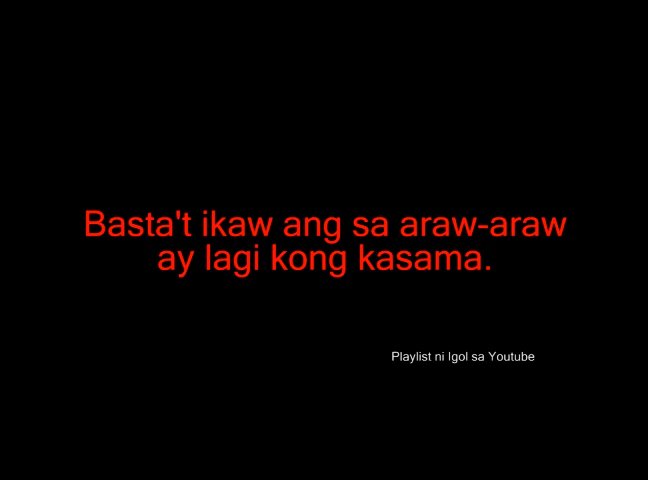 Basta't ikaw ang sa araw-araw
ay lagi kong kasama.
Playlist ni Igol sa Youtube